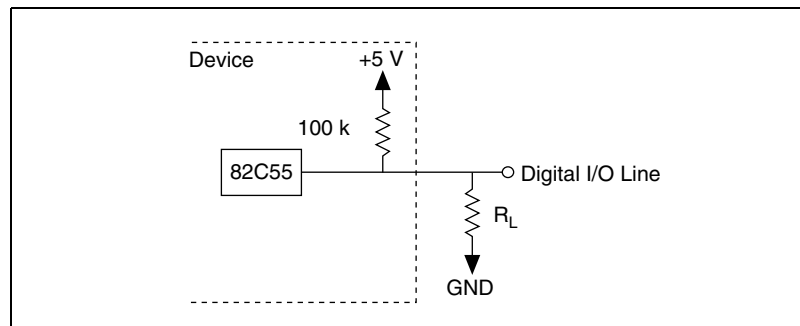 Device
+5 V
100 k
82C55
Digital I/O Line
RL
GND